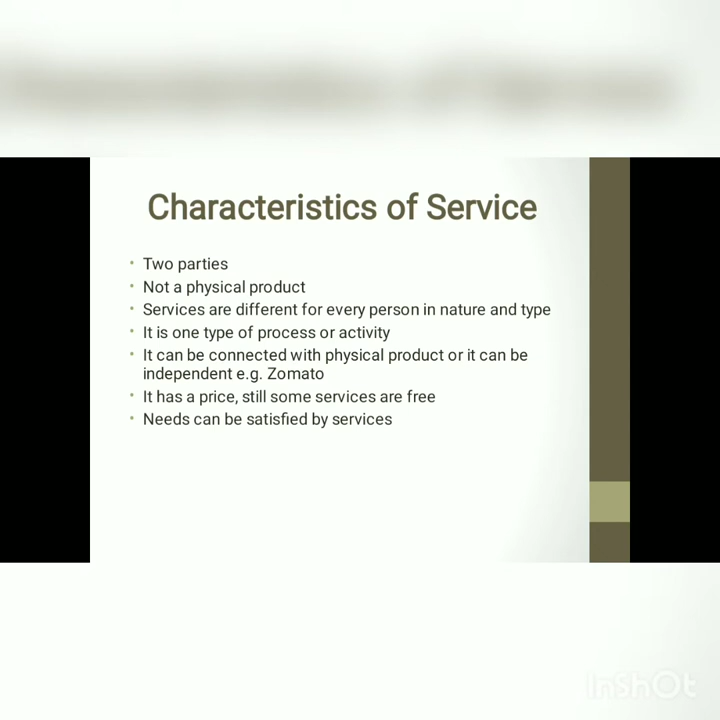 Characteristics of Service
• Two parties
• Not a physical product
• Services are different for every person in nature and type
• It is one type of process or activity
• It can be connected with physical product or it can be
independent e.g. Zomato
• It has a price, still some services are free
• Needs can be satisfied by services
InShOt